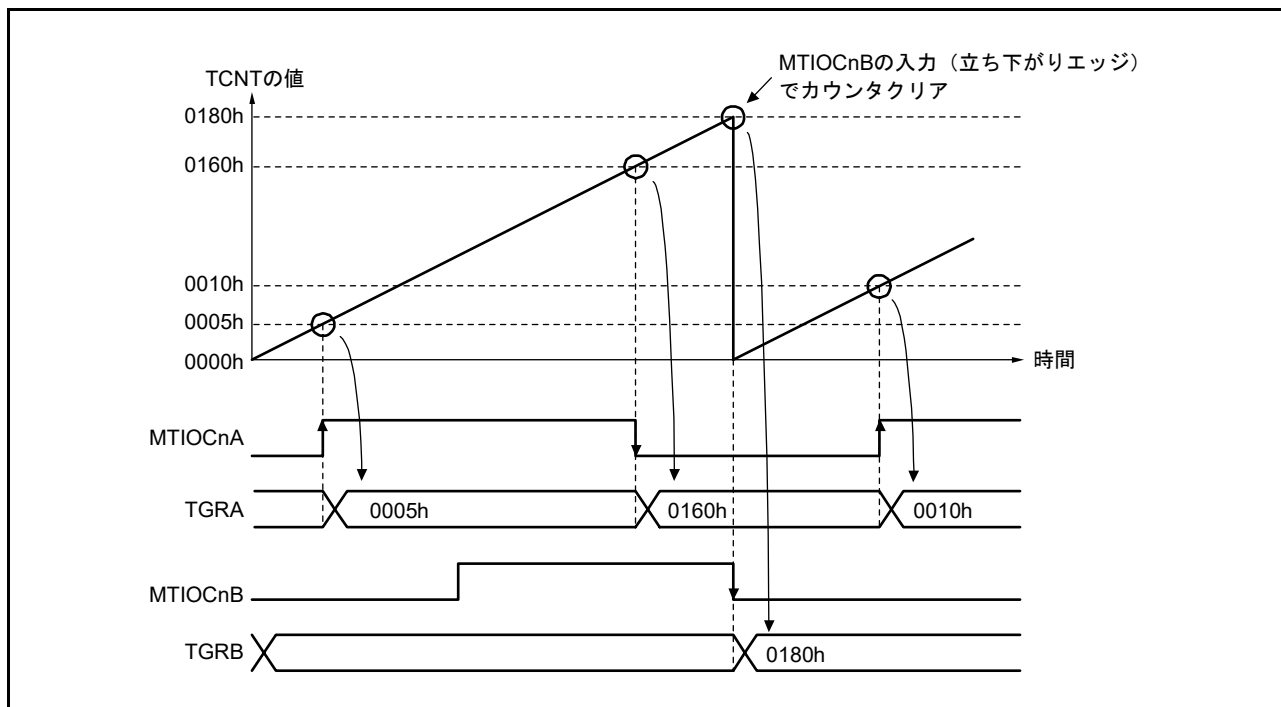 MTIOCnBの入力（立ち下がりエッジ）
でカウンタクリア
TCNTの値
0180h
0160h
0010h
0005h
0000h
時間
MTIOCnA
TGRA
0005h
0160h
0010h
MTIOCnB
TGRB
0180h